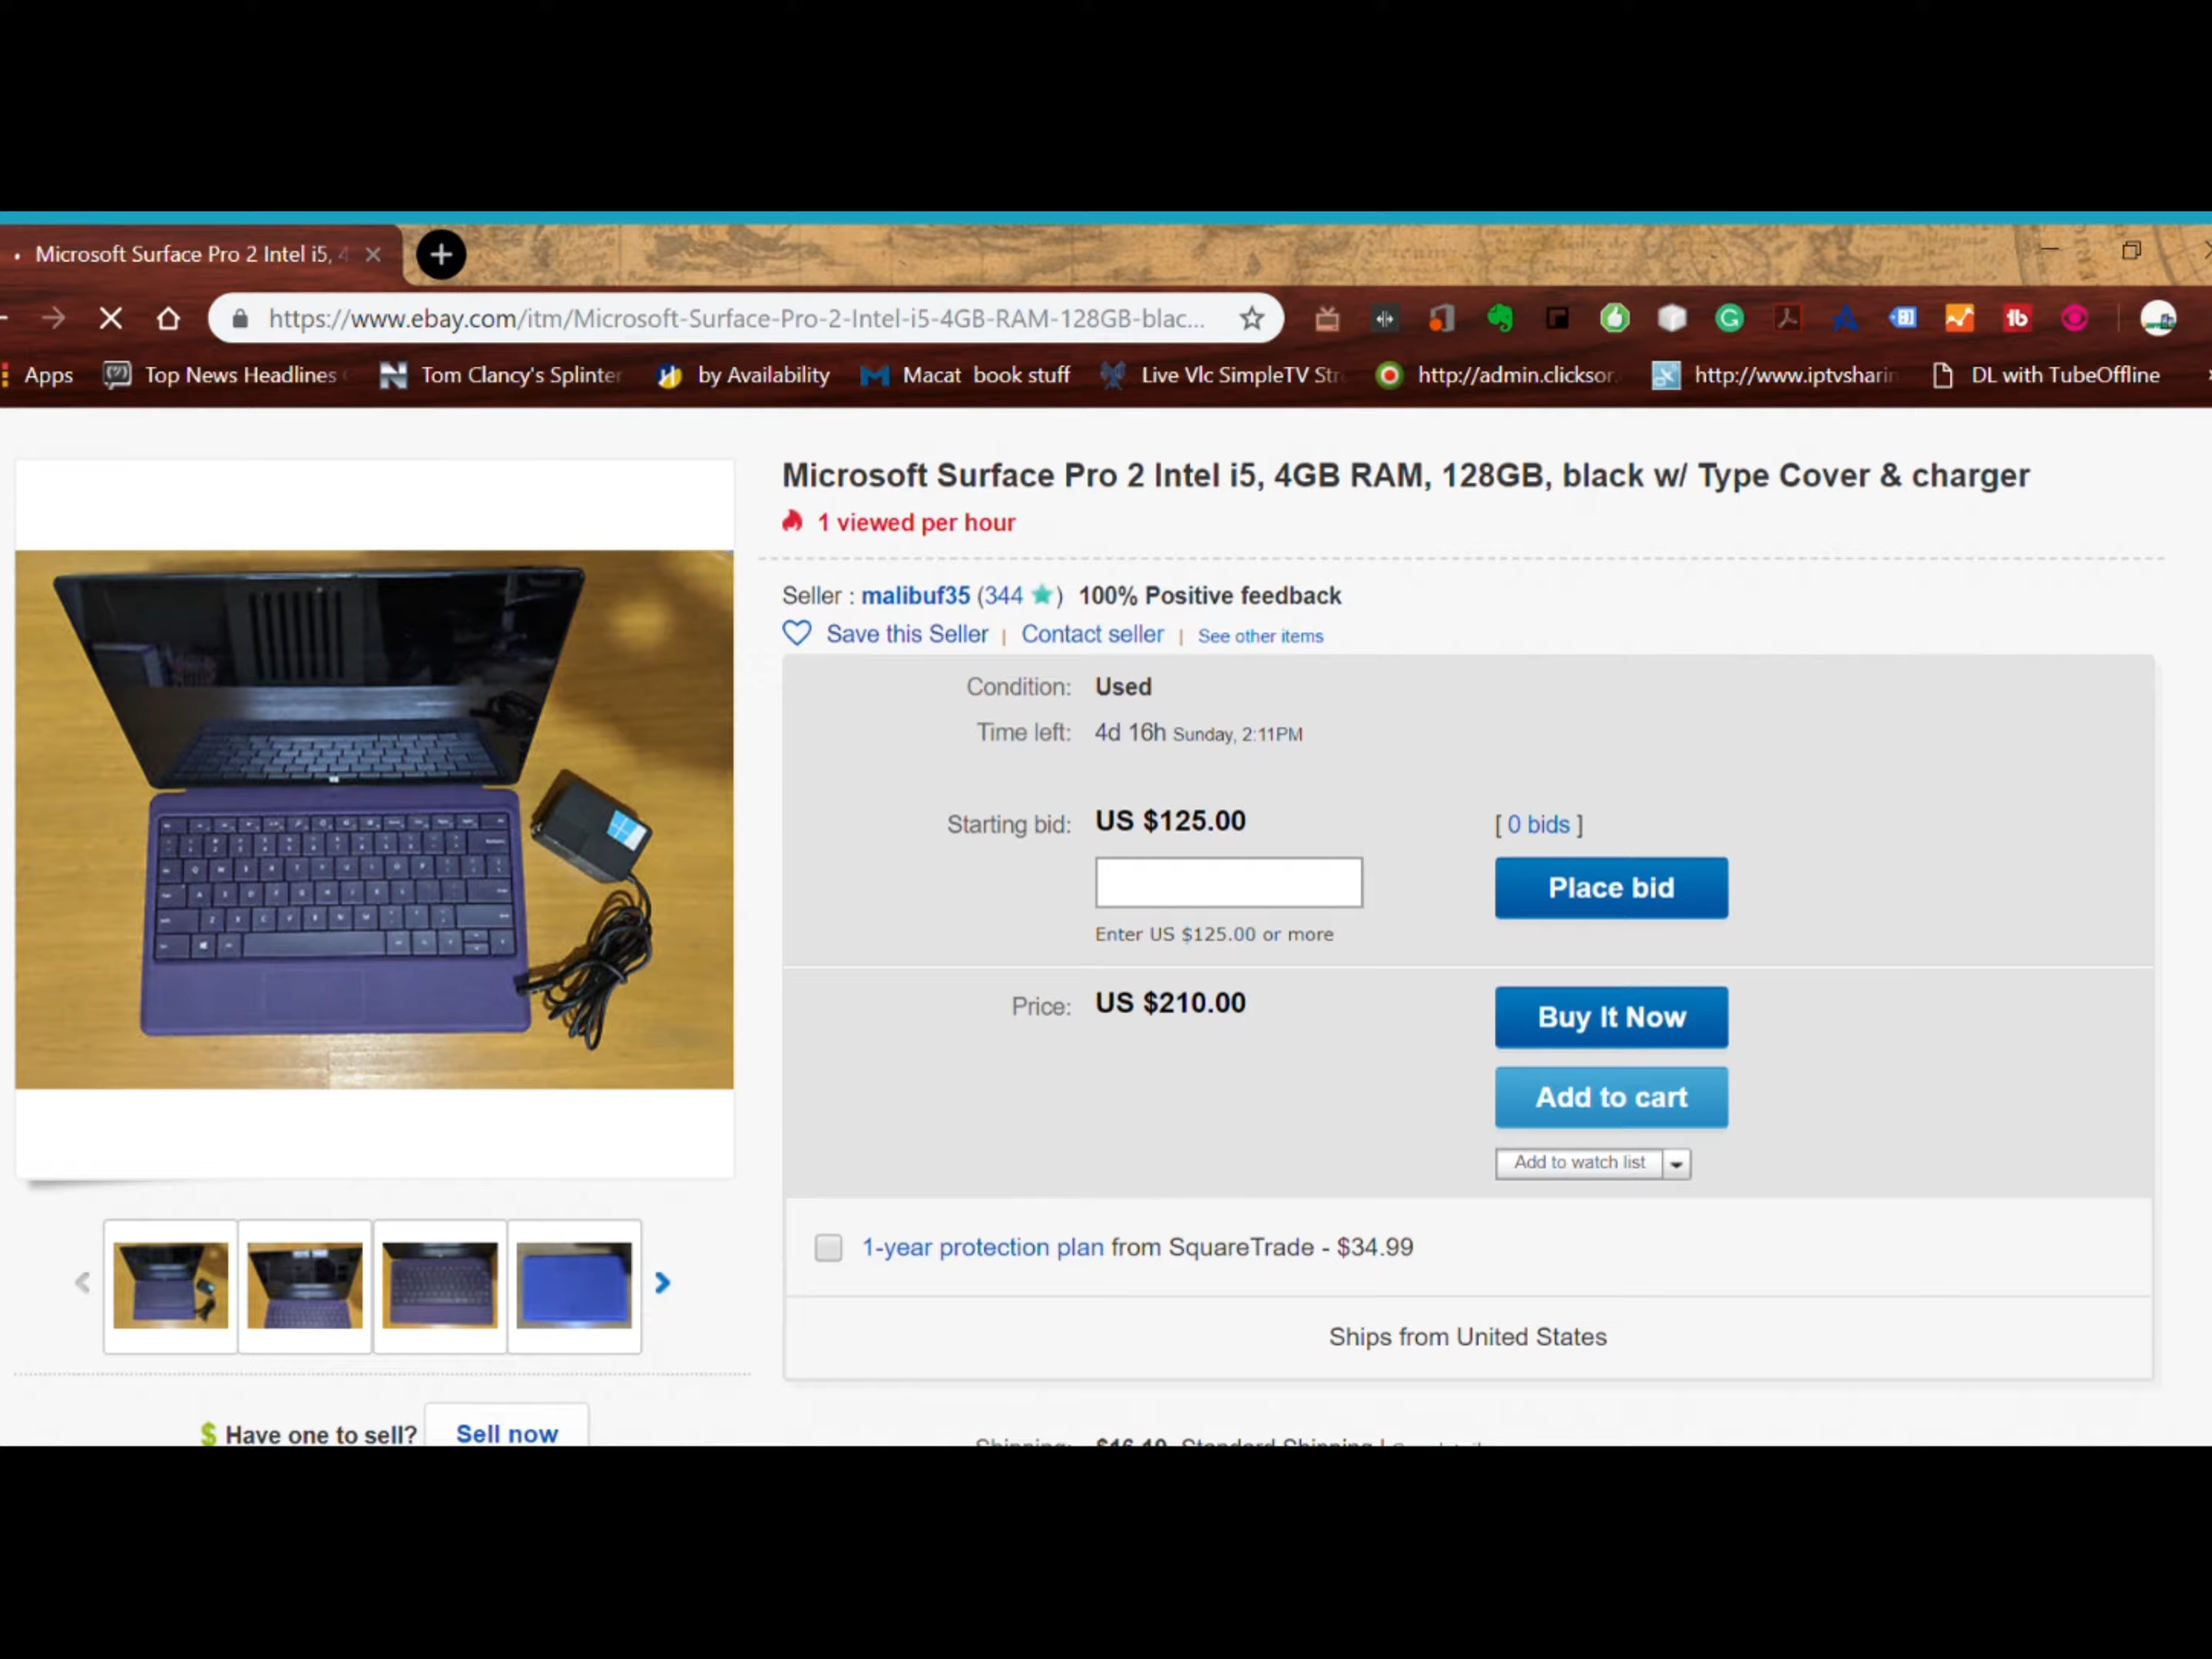 Microsoft Surface Pro 2 Intel i5, 4
https://www.ebay.com/itm/Microsoft-Surface-Pro-2-Intel-i5-4GB-RAM-128GB-blac...
Apps Top News Headlines Tom Clancy's Splinter by Availability Macat book stuff Live Vlc SimpleTV Str http://admin.clicksor. http://www.iptvsharin DL with TubeOffline
Microsoft Surface Pro 2 Intel i5, 4GB RAM, 128GB, black w/ Type Cover & charger
1 viewed per hour
Seller : malibuf35 (344 ) 100% Positive feedback
Save this Seller | Contact seller | See other items
Condition: Used
Time left: 4d 16h Sunday, 2:11PM
Starting bid: US $125.00 [ 0 bids ]
Place bid
Enter US $125.00 or more
Price: US $210.00 Buy It Now
Add to cart
Add to watch list
1-year protection plan from SquareTrade - $34.99
Ships from United States
$ Have one to sell? Sell now
Shipping: $16.10 Standard Shipping |